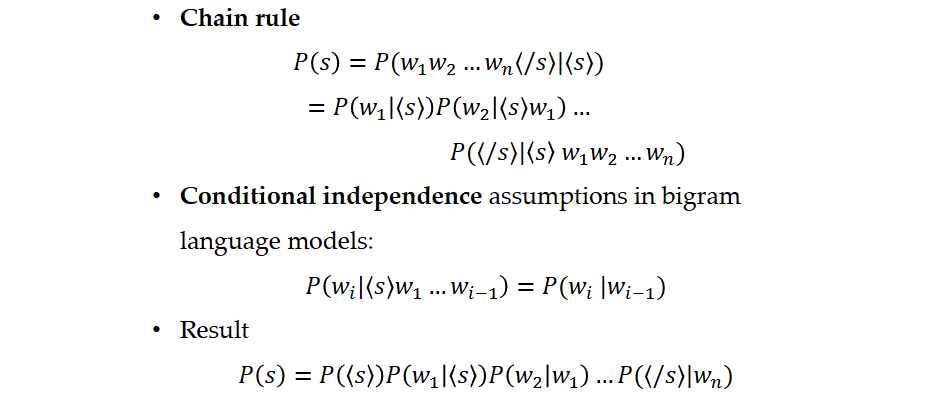 • Chain rule
P(s) = P(w₁w₂ … wₙ⟨/s⟩|⟨s⟩)
= P(w₁|⟨s⟩)P(w₂|⟨s⟩w₁) …
P(⟨/s⟩|⟨s⟩ w₁w₂ … wₙ)
• Conditional independence assumptions in bigram
language models:
P(wᵢ|⟨s⟩w₁ … wᵢ₋₁) = P(wᵢ |wᵢ₋₁)
• Result
P(s) = P(⟨s⟩)P(w₁|⟨s⟩)P(w₂|w₁) … P(⟨/s⟩|wₙ)